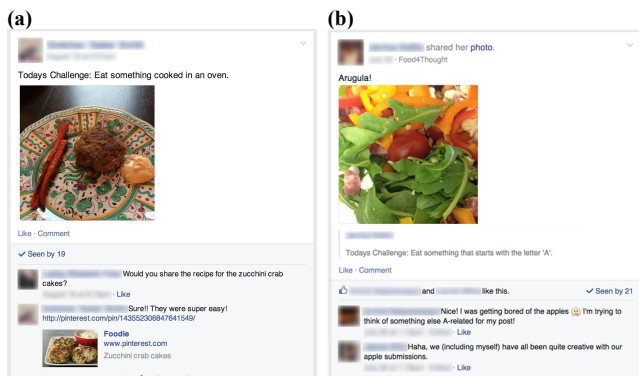 (a)
Todays Challenge: Eat something cooked in an oven.
Like · Comment
✓ Seen by 19
Would you share the recipe for the zucchini crab
cakes?
· Like
Sure!! They were super easy!
http://pinterest.com/pin/143552306847641549/
Foodie
www.pinterest.com
Zucchini crab cakes
(b)
shared her photo.
· Food4Thought
Arugula!
Todays Challenge: Eat something that starts with the letter 'A'.
Like · Comment
and like this.
✓ Seen by 21
Nice! I was getting bored of the apples I'm trying to
think of something else A-related for my post!
· Like
Haha, we (including myself) have all been quite creative with our
apple submissions.
· Like